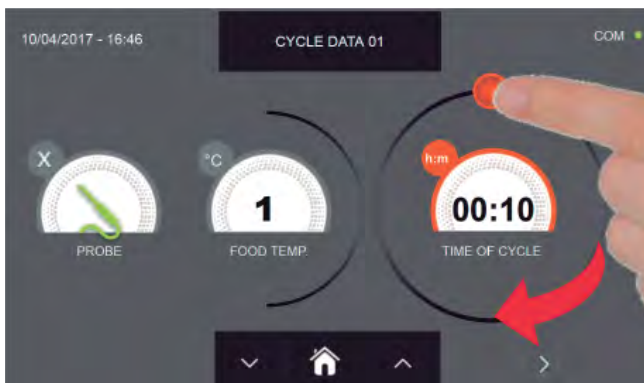 10/04/2017 - 16:46
CYCLE DATA 01
COM
X
°C
h:m
1
00:10
PROBE
FOOD TEMP.
TIME OF CYCLE